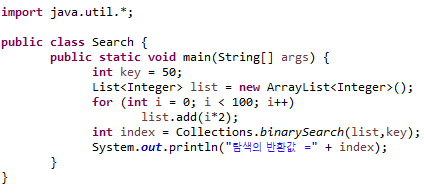 import java.util.*;
public class Search {
public static void main(String[] args) {
int key = 50;
List<Integer> list = new ArrayList<Integer>();
for (int i = 0; i < 100; i++)
list.add(i*2);
int index = Collections.binarySearch(list,key);
System.out.println("탐색의 반환값 =" + index);
}
}